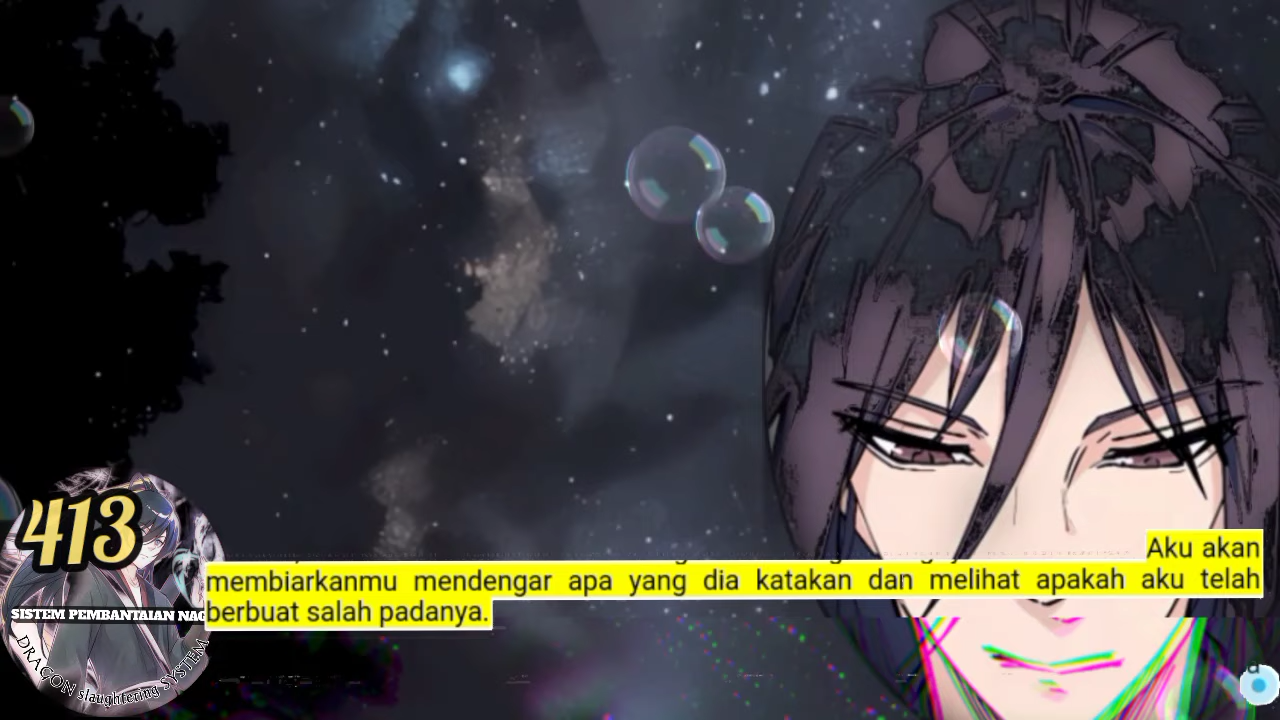 Aku akan
membiarkanmu mendengar apa yang dia katakan dan melihat apakah aku telah
berbuat salah padanya.
413
SISTEM PEMBANTAIAN NAG
DRAGON slaughtering SYSTEM